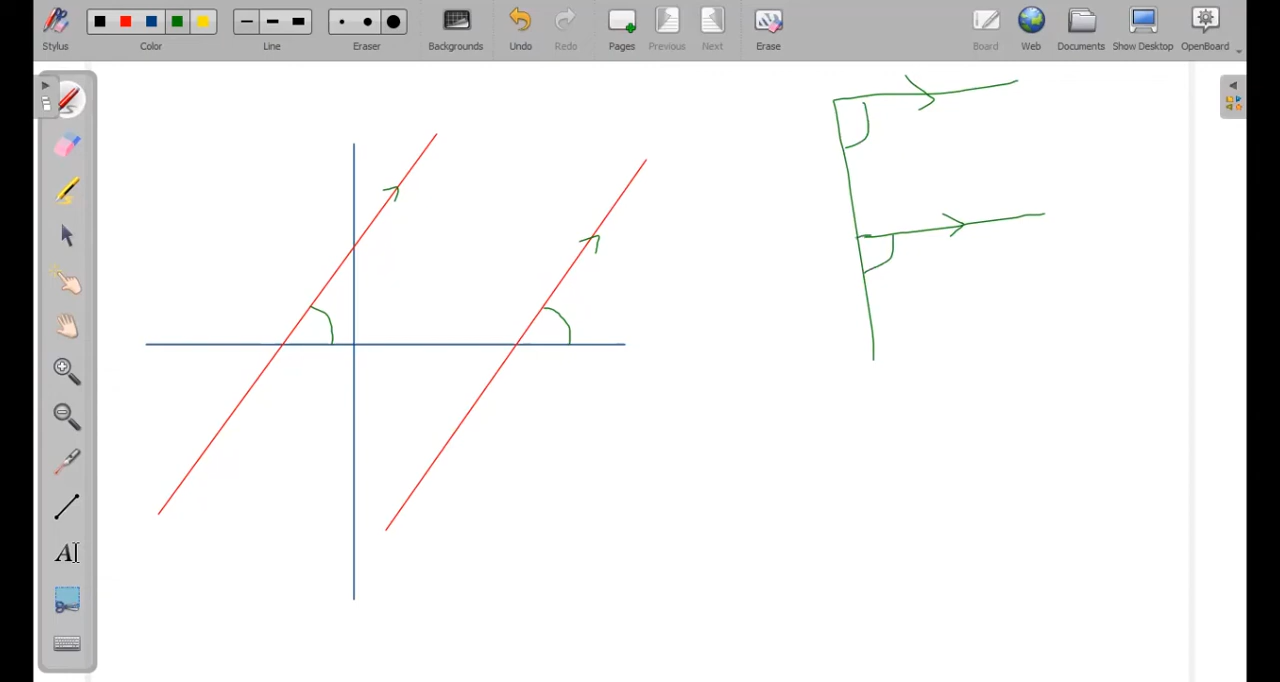 Stylus
Color
Line
Eraser
Backgrounds
Undo
Redo
Pages
Previous
Next
Erase
Board
Web
Documents
Show Desktop
OpenBoard
A